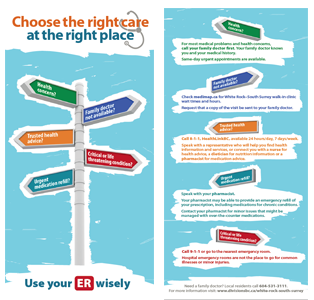 Choose the right care
at the right place
Health
concern?
Family doctor
not available?
Trusted health
advice?
Critical or life
threatening condition?
Urgent
medication refill?
Use your ER wisely
Health
concern?
For most medical problems and health concerns,
call your family doctor first. Your family doctor knows
you and your medical history.
Same-day urgent appointments are available.
Family doctor
not available?
Check medimap.ca for White Rock–South Surrey walk-in clinic
wait times and hours.
Request that a copy of the visit be sent to your family doctor.
Trusted health
advice?
Call 8-1-1, HealthLinkBC, available 24 hours/day, 7 days/week.
Speak with a representative who will help you find health
information and services, or connect you with a nurse for
health advice, a dietitian for nutrition information or a
pharmacist for medication advice.
Urgent
medication refill?
Speak with your pharmacist.
Your pharmacist may be able to provide an emergency refill of
your prescription, including medications for chronic conditions.
Contact your pharmacist for minor issues that might be
managed with over the counter medications.
Critical or life
threatening condition?
Call 9-1-1 or go to the nearest emergency room.
Hospital emergency rooms are not the place to go for common
illnesses or minor injuries.
Need a family doctor? Local residents call 604-531-3111.
For more information visit: www.divisionsbc.ca/white-rock-south-surrey